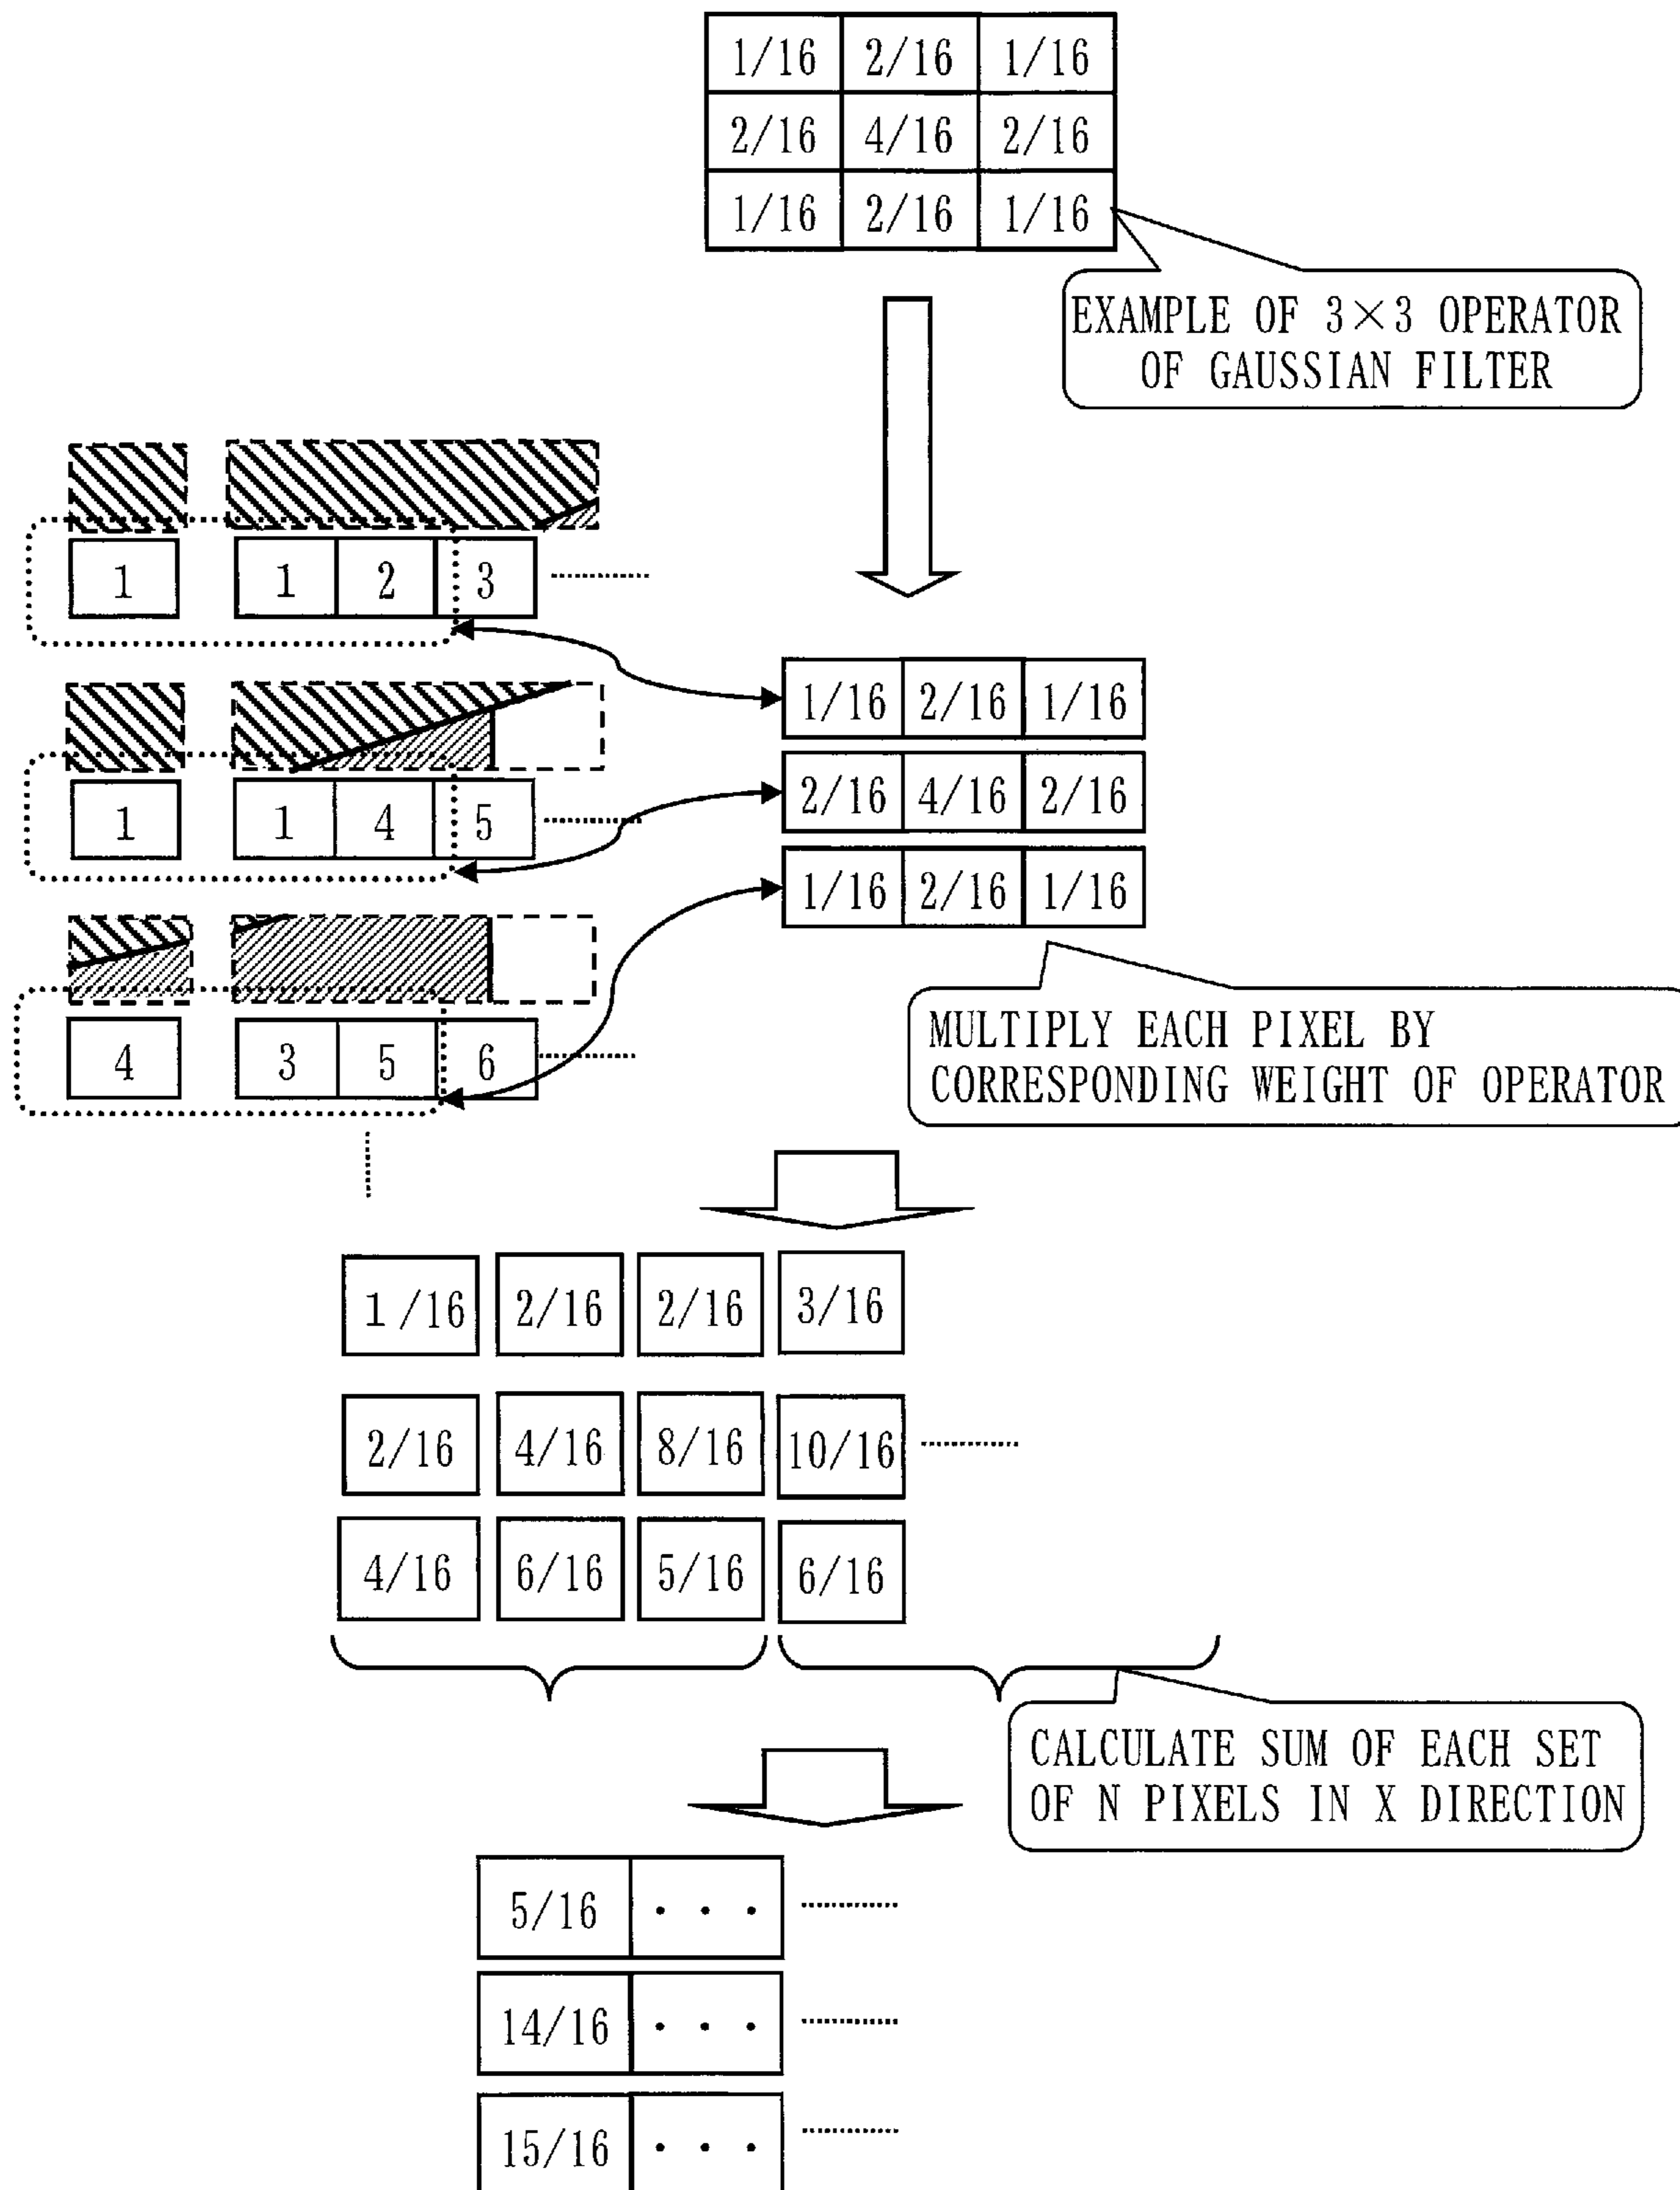 1/16 2/16 1/16
2/16 4/16 2/16
1/16 2/16 1/16
EXAMPLE OF 3×3 OPERATOR
OF GAUSSIAN FILTER
1 1 2 3
1/16 2/16 1/16
1 1 4 5
2/16 4/16 2/16
1/16 2/16 1/16
4 3 5 6
MULTIPLY EACH PIXEL BY
CORRESPONDING WEIGHT OF OPERATOR
1/16 2/16 2/16 3/16
2/16 4/16 8/16 10/16
4/16 6/16 5/16 6/16
CALCULATE SUM OF EACH SET
OF N PIXELS IN X DIRECTION
5/16 · · ·
14/16 · · ·
15/16 · · ·